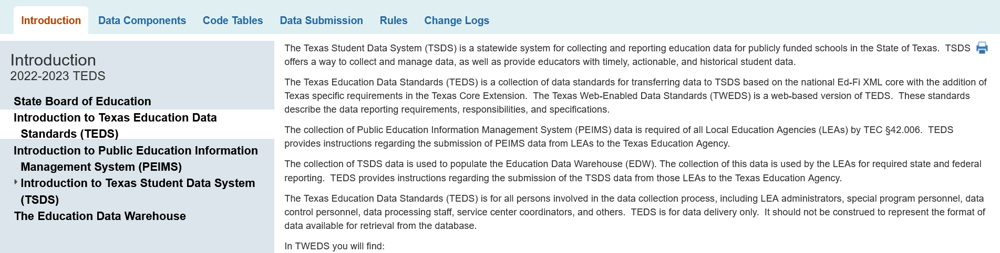 Introduction Data Components Code Tables Data Submission Rules Change Logs
Introduction
2022-2023 TEDS
State Board of Education
Introduction to Texas Education Data
Standards (TEDS)
Introduction to Public Education Information
Management System (PEIMS)
Introduction to Texas Student Data System
(TSDS)
The Education Data Warehouse
The Texas Student Data System (TSDS) is a statewide system for collecting and reporting education data for publicly funded schools in the State of Texas.  TSDS
offers a way to collect and manage data, as well as provide educators with timely, actionable, and historical student data.
The Texas Education Data Standards (TEDS) is a collection of data standards for transferring data to TSDS based on the national Ed-Fi XML core with the addition of
Texas specific requirements in the Texas Core Extension.  The Texas Web-Enabled Data Standards (TWEDS) is a web-based version of TEDS.  These standards
describe the data reporting requirements, responsibilities, and specifications.
The collection of Public Education Information Management System (PEIMS) data is required of all Local Education Agencies (LEAs) by TEC §42.006.  TEDS
provides instructions regarding the submission of PEIMS data from LEAs to the Texas Education Agency.
The collection of TSDS data is used to populate the Education Data Warehouse (EDW). The collection of this data is used by the LEAs for required state and federal
reporting.  TEDS provides instructions regarding the submission of the TSDS data from those LEAs to the Texas Education Agency.
The Texas Education Data Standards (TEDS) is for all persons involved in the data collection process, including LEA administrators, special program personnel, data
control personnel, data processing staff, service center coordinators, and others.  TEDS is for data delivery only.  It should not be construed to represent the format of
data available for retrieval from the database.
In TWEDS you will find: